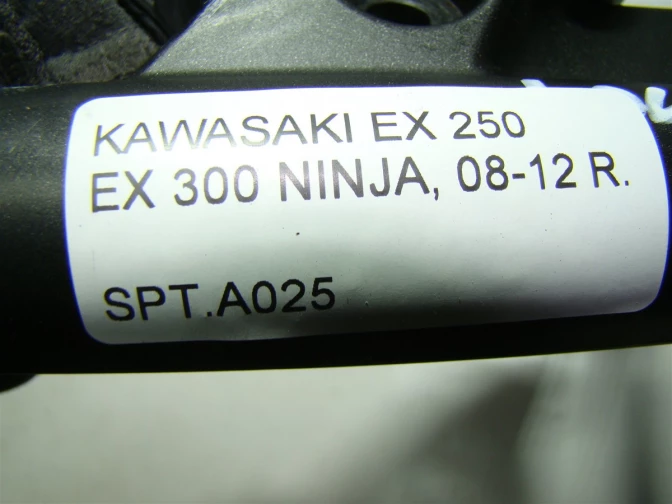 KAWASAKI EX 250
EX 300 NINJA, 08-12 R.
SPT.A025